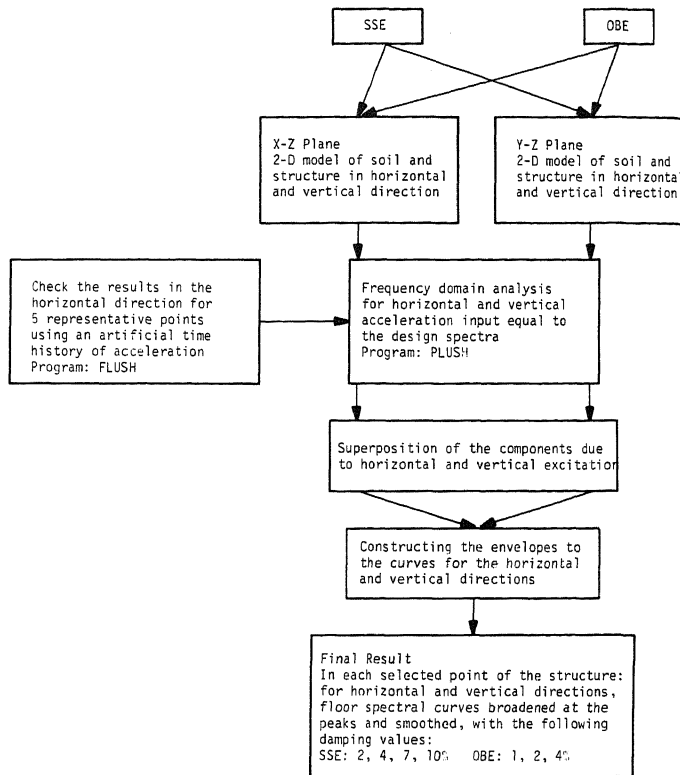 SSE
OBE
X-Z Plane
2-D model of soil and
structure in horizontal
and vertical direction
Y-Z Plane
2-D model of soil and
structure in horizontal
and vertical direction
Check the results in the
horizontal direction for
5 representative points
using an artificial time
history of acceleration
Program: FLUSH
Frequency domain analysis
for horizontal and vertical
acceleration input equal to
the design spectra
Program: PLUSH
Superposition of the components due
to horizontal and vertical excitation
Constructing the envelopes to
the curves for the horizontal
and vertical directions
Final Result
In each selected point of the structure:
for horizontal and vertical directions,
floor spectral curves broadened at the
peaks and smoothed, with the following
damping values:
SSE: 2, 4, 7, 10% OBE: 1, 2, 4%